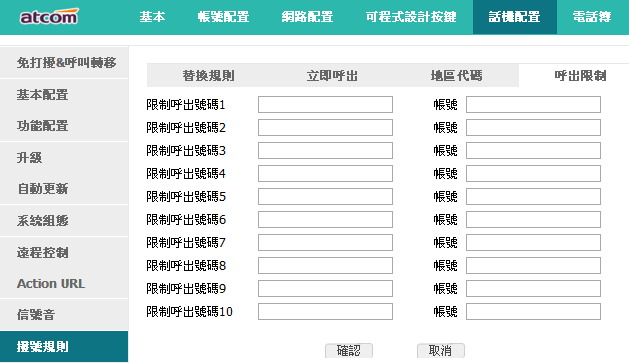 atcom
基本 帳號配置 網路配置 可程式設計按鍵 話機配置 電話簿
免打擾&呼叫轉移
基本配置
功能配置
升級
自動更新
系統組態
遠程控制
Action URL
信號音
撥號規則
替換規則 立即呼出 地區代碼 呼出限制
限制呼出號碼1 帳號
限制呼出號碼2 帳號
限制呼出號碼3 帳號
限制呼出號碼4 帳號
限制呼出號碼5 帳號
限制呼出號碼6 帳號
限制呼出號碼7 帳號
限制呼出號碼8 帳號
限制呼出號碼9 帳號
限制呼出號碼10 帳號
確認 取消